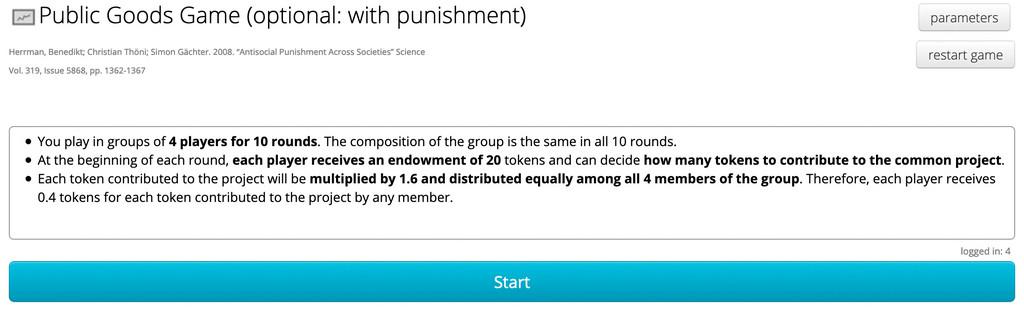 Public Goods Game (optional: with punishment)
parameters
Herrman, Benedikt; Christian Thöni; Simon Gächter. 2008. “Antisocial Punishment Across Societies” Science
restart game
Vol. 319, Issue 5868, pp. 1362-1367
• You play in groups of 4 players for 10 rounds. The composition of the group is the same in all 10 rounds.
• At the beginning of each round, each player receives an endowment of 20 tokens and can decide how many tokens to contribute to the common project.
• Each token contributed to the project will be multiplied by 1.6 and distributed equally among all 4 members of the group. Therefore, each player receives
0.4 tokens for each token contributed to the project by any member.
logged in: 4
Start